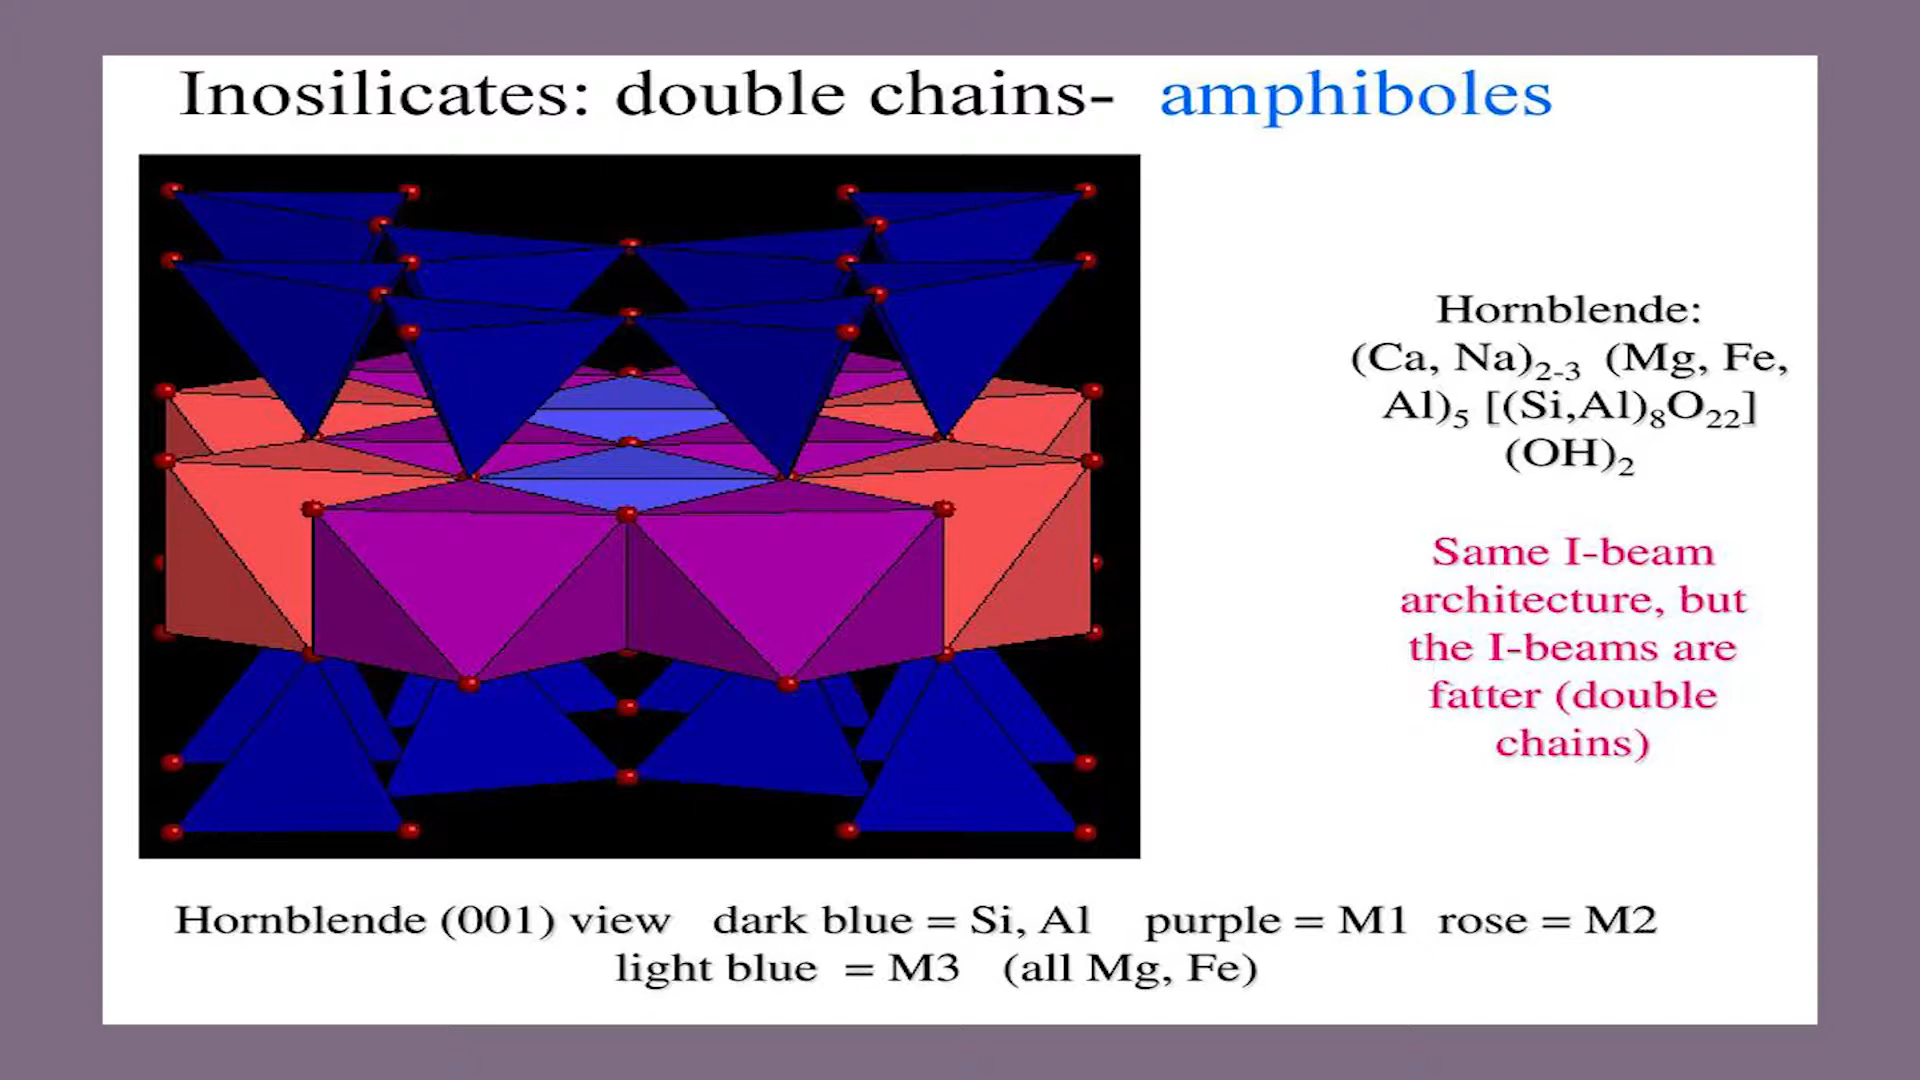 Inosilicates: double chains- amphiboles
Hornblende:
(Ca, Na)₂₋₃ (Mg, Fe,
Al)₅ [(Si,Al)₈O₂₂]
(OH)₂
Same I-beam
architecture, but
the I-beams are
fatter (double
chains)
Hornblende (001) view dark blue = Si, Al purple = M1 rose = M2
light blue = M3 (all Mg, Fe)